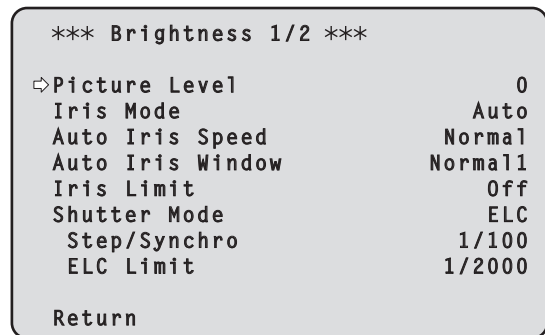 *** Brightness 1/2 ***
⇨Picture Level 0
Iris Mode Auto
Auto Iris Speed Normal
Auto Iris Window Normal1
Iris Limit Off
Shutter Mode ELC
Step/Synchro 1/100
ELC Limit 1/2000
Return